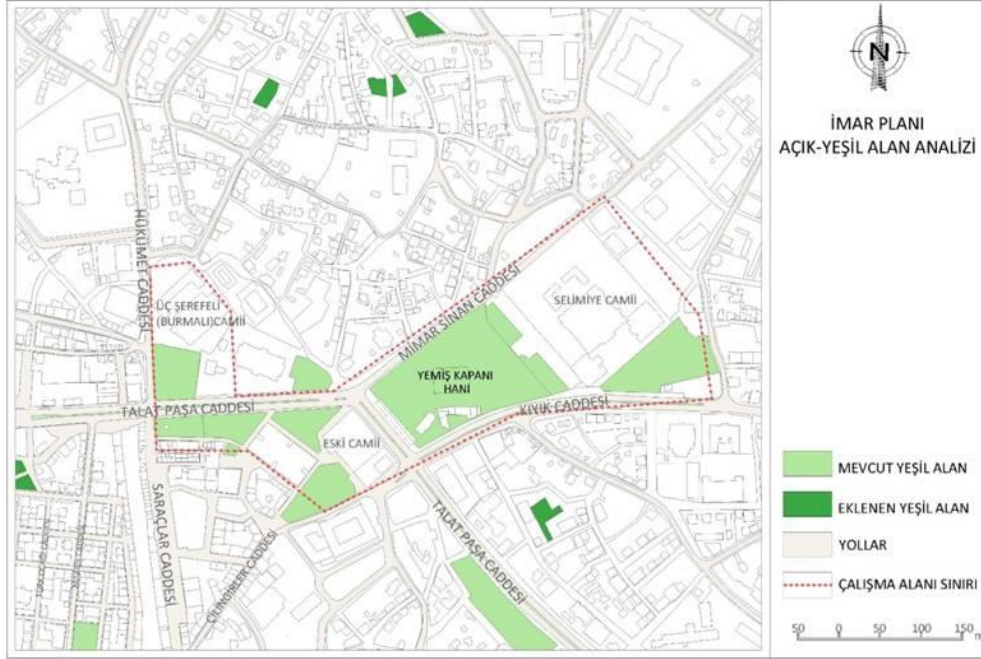 N
İMAR PLANI
AÇIK-YEŞİL ALAN ANALİZİ
HÜKÜMET CADDESİ
ÜÇ ŞEREFELİ
(BURMALI)CAMİİ
MİMAR SİNAN CADDESİ
SELİMİYE CAMİİ
YEMİŞ KAPANI
HANİ
TALAT PAŞA CADDESİ
KIYIK CADDESİ
ESKİ CAMİİ
SARAÇLAR CADDESİ
ÇİLİNGİRLER CADDESİ
TALAT PAŞA CADDESİ
MEVCUT YEŞİL ALAN
EKLENEN YEŞİL ALAN
YOLLAR
ÇALIŞMA ALANI SINIRI
50 0 50 100 150 m